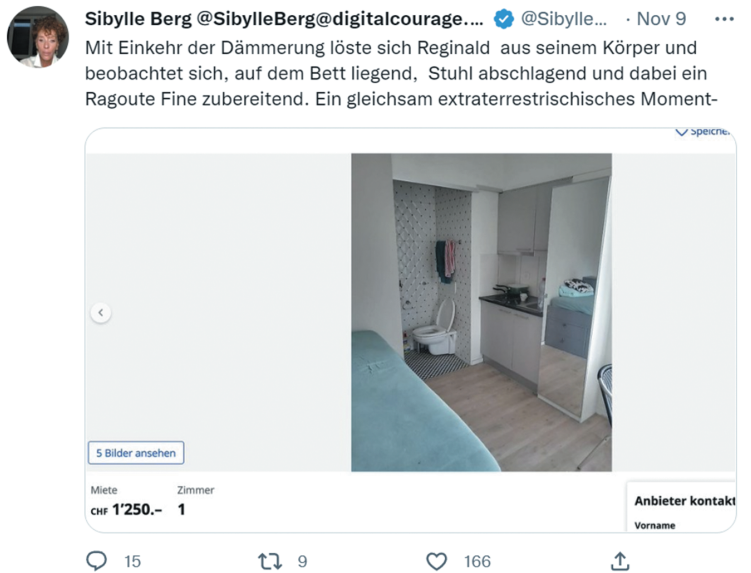 Sibylle Berg @SibylleBerg@digitalcourage.... @Sibylle... · Nov 9 ...
Mit Einkehr der Dämmerung löste sich Reginald aus seinem Körper und
beobachtet sich, auf dem Bett liegend, Stuhl abschlagend und dabei ein
Ragoute Fine zubereitend. Ein gleichsam extraterrestrischisches Moment-
Speicher
5 Bilder ansehen
Miete Zimmer
CHF 1'250.– 1
Anbieter kontakt
Vorname
15 9 166